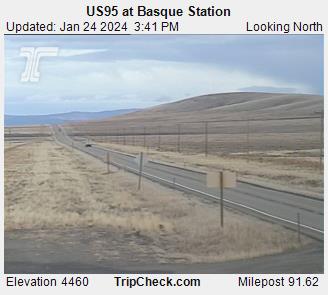 US95 at Basque Station
Updated: Jan 24 2024 3:41 PM Looking North
Elevation 4460 TripCheck.com Milepost 91.62